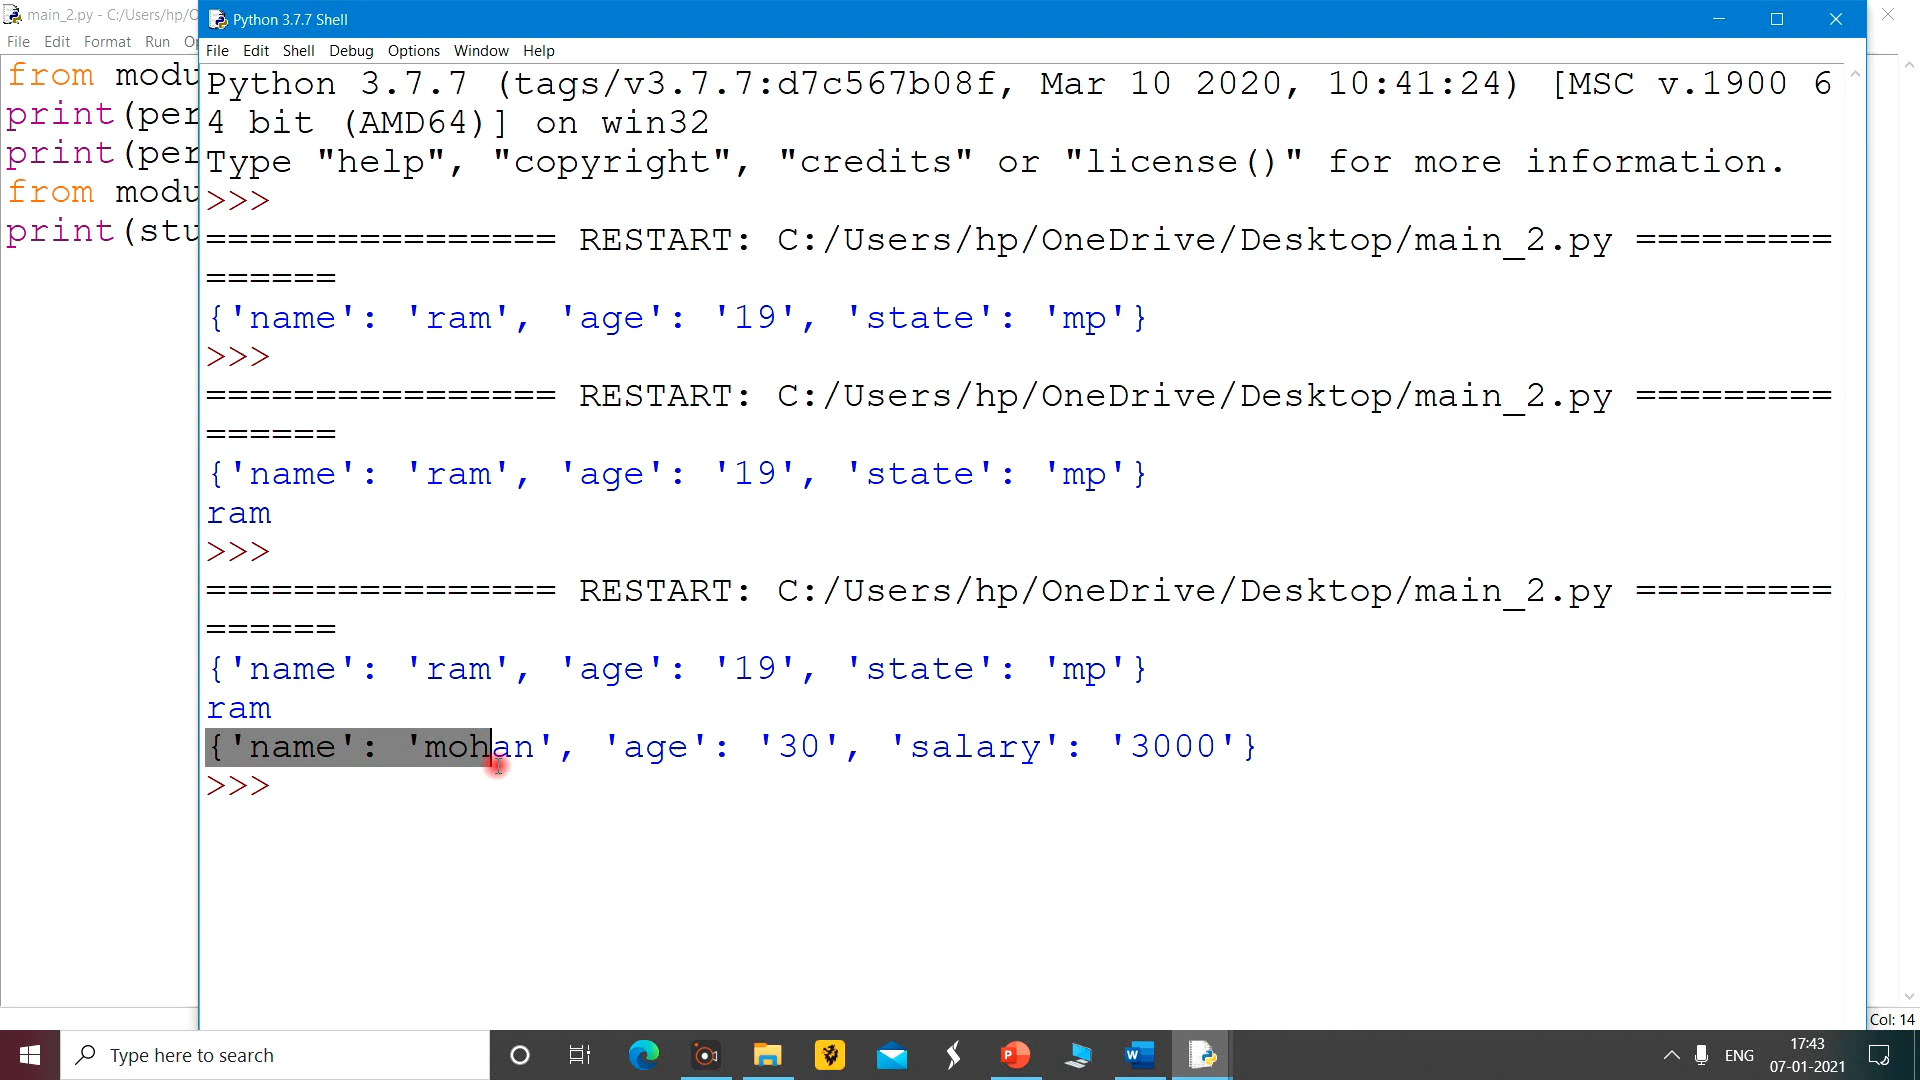 main_2.py - C:/Users/hp/O
File Edit Format Run
Python 3.7.7 Shell
File Edit Shell Debug Options Window Help
from modu
print(per
print(per
from modu
print(stu
Python 3.7.7 (tags/v3.7.7:d7c567b08f, Mar 10 2020, 10:41:24) [MSC v.1900 6
4 bit (AMD64)] on win32
Type "help", "copyright", "credits" or "license()" for more information.
>>>
================ RESTART: C:/Users/hp/OneDrive/Desktop/main_2.py =========
======
{'name': 'ram', 'age': '19', 'state': 'mp'}
>>>
================ RESTART: C:/Users/hp/OneDrive/Desktop/main_2.py =========
======
{'name': 'ram', 'age': '19', 'state': 'mp'}
ram
>>>
================ RESTART: C:/Users/hp/OneDrive/Desktop/main_2.py =========
======
{'name': 'ram', 'age': '19', 'state': 'mp'}
ram
{'name': 'mohan', 'age': '30', 'salary': '3000'}
>>>
Col: 14
Type here to search
ENG
17:43
07-01-2021